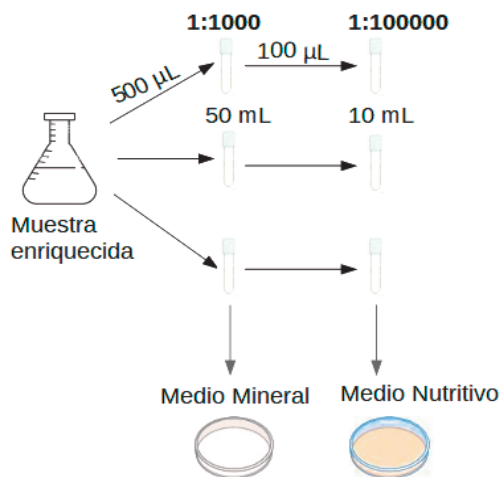 1:1000
1:100000
500 µL
100 µL
50 mL
10 mL
Muestra
enriquecida
Medio Mineral
Medio Nutritivo